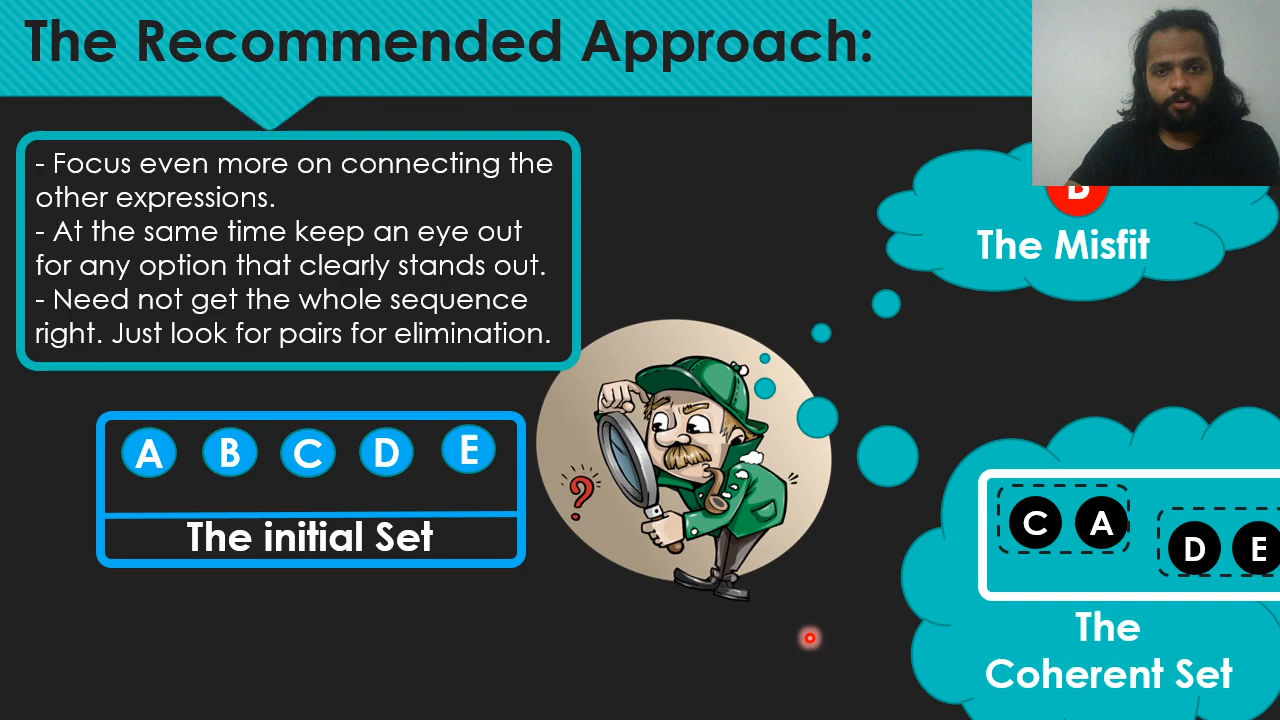 The Recommended Approach:
- Focus even more on connecting the
other expressions.
- At the same time keep an eye out
for any option that clearly stands out.
- Need not get the whole sequence
right. Just look for pairs for elimination.
The Misfit
A B C D E
The initial Set
?
C A
D E
The
Coherent Set